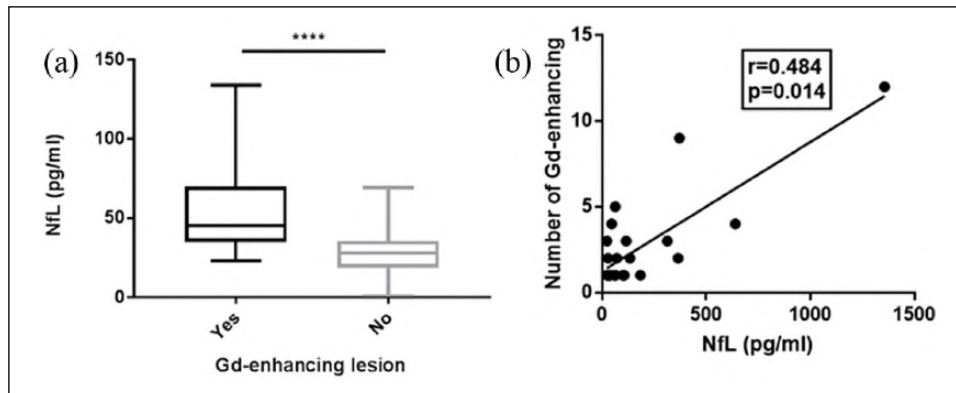 (a)
****
150
100
50
0
NfL (pg/ml)
Yes
No
Gd-enhancing lesion
(b)
15
10
5
0
Number of Gd-enhancing
r=0.484
p=0.014
0
500
1000
1500
NfL (pg/ml)